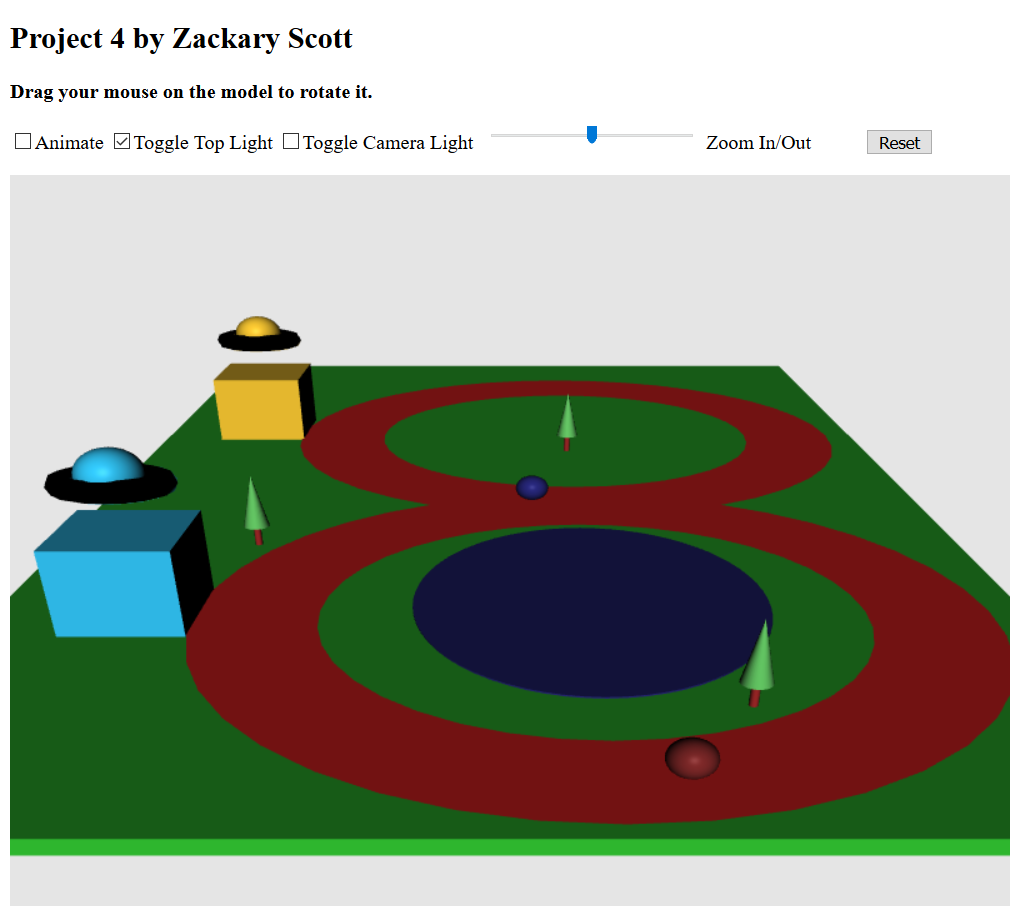 Project 4 by Zackary Scott
Drag your mouse on the model to rotate it.
Animate Toggle Top Light Toggle Camera Light Zoom In/Out Reset